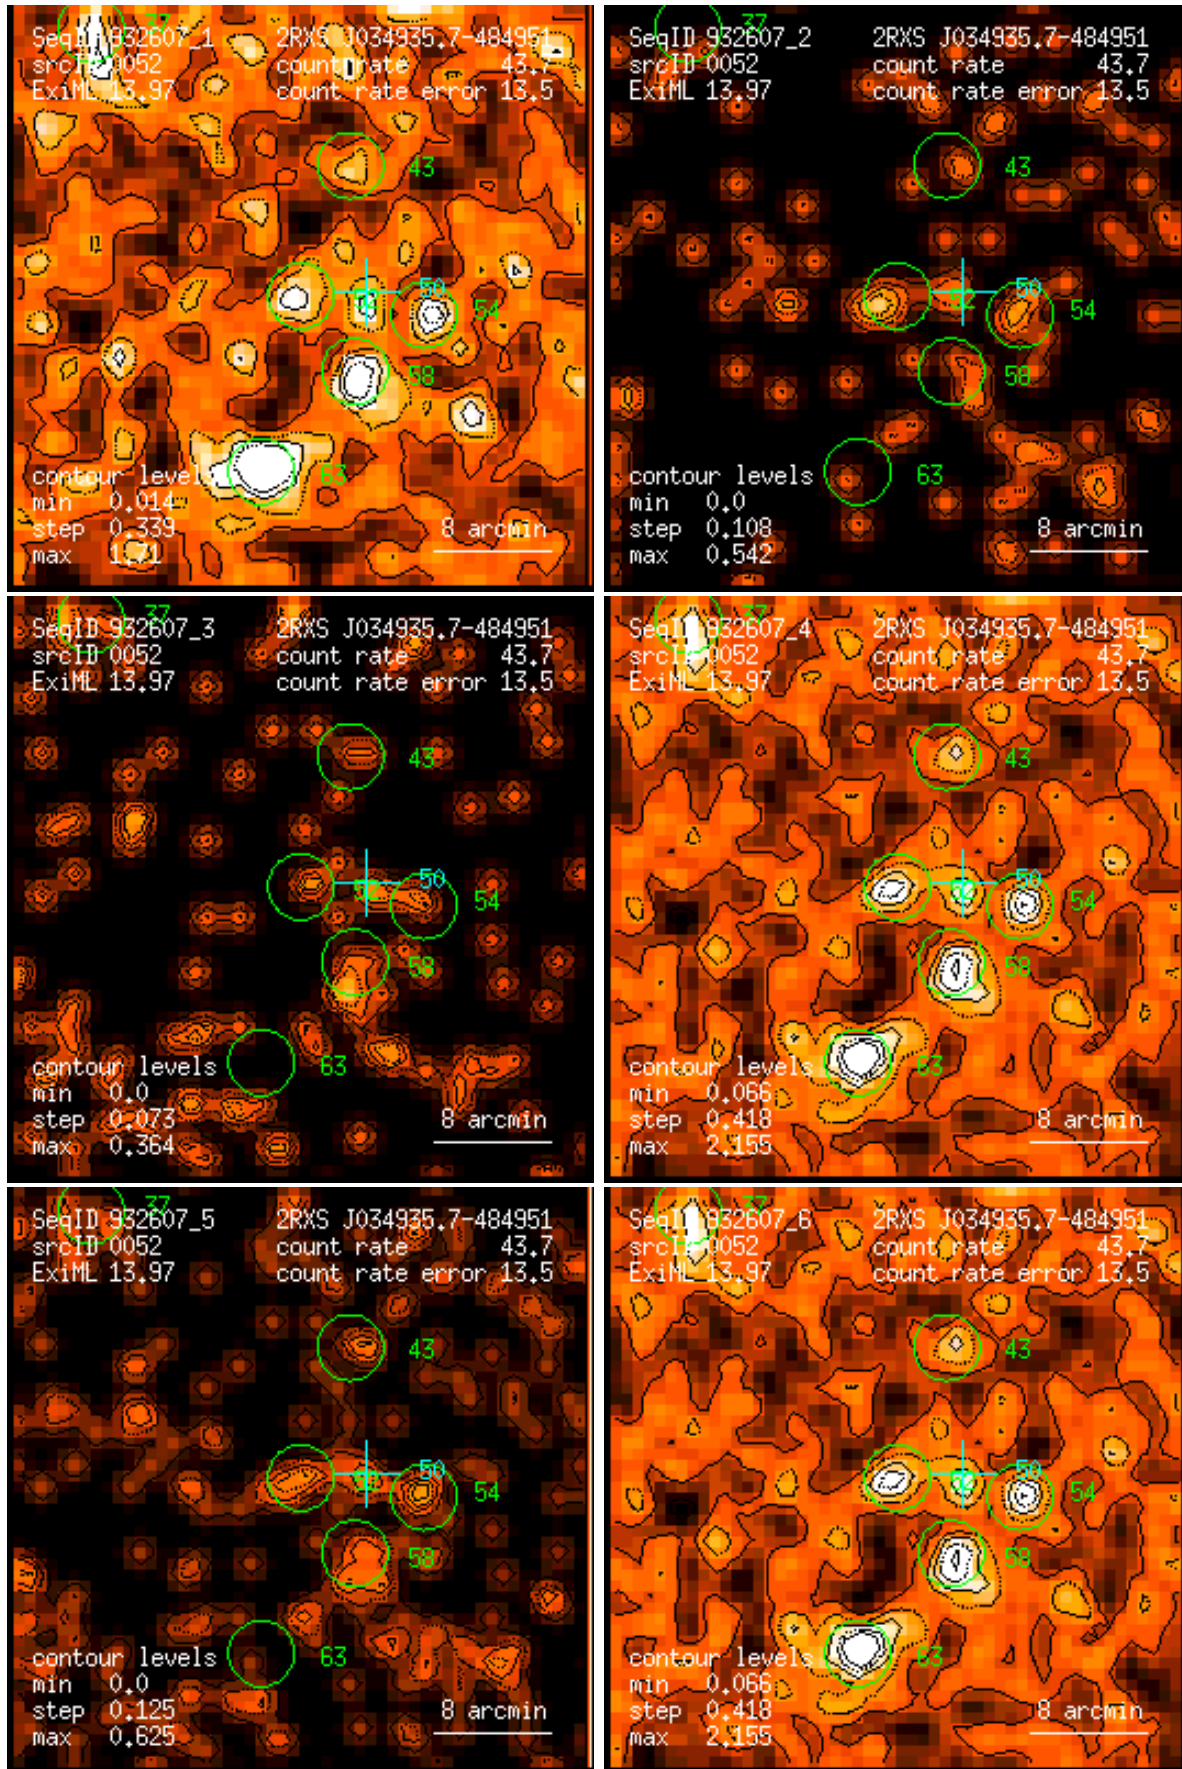 37
SeqID 932607_1 2RXS J034935.7-484951
srcID 0052 count rate 43.7
ExiML 13.97 count rate error 13.5
43
50
52
54
58
contour levels 63
min 0.014
step 0.339 8 arcmin
max 1.71
37
SeqID 932607_2 2RXS J034935.7-484951
srcID 0052 count rate 43.7
ExiML 13.97 count rate error 13.5
43
50
52
54
58
contour levels 63
min 0.0
step 0.108 8 arcmin
max 0.542
37
SeqID 932607_3 2RXS J034935.7-484951
srcID 0052 count rate 43.7
ExiML 13.97 count rate error 13.5
43
50
52
54
58
contour levels 63
min 0.0
step 0.073 8 arcmin
max 0.364
37
SeqID 932607_4 2RXS J034935.7-484951
srcID 0052 count rate 43.7
ExiML 13.97 count rate error 13.5
43
50
52
54
58
contour levels 63
min 0.066
step 0.418 8 arcmin
max 2.155
37
SeqID 932607_5 2RXS J034935.7-484951
srcID 0052 count rate 43.7
ExiML 13.97 count rate error 13.5
43
50
52
54
58
contour levels 63
min 0.0
step 0.125 8 arcmin
max 0.625
37
SeqID 932607_6 2RXS J034935.7-484951
srcID 0052 count rate 43.7
ExiML 13.97 count rate error 13.5
43
50
52
54
58
contour levels 63
min 0.066
step 0.418 8 arcmin
max 2.155